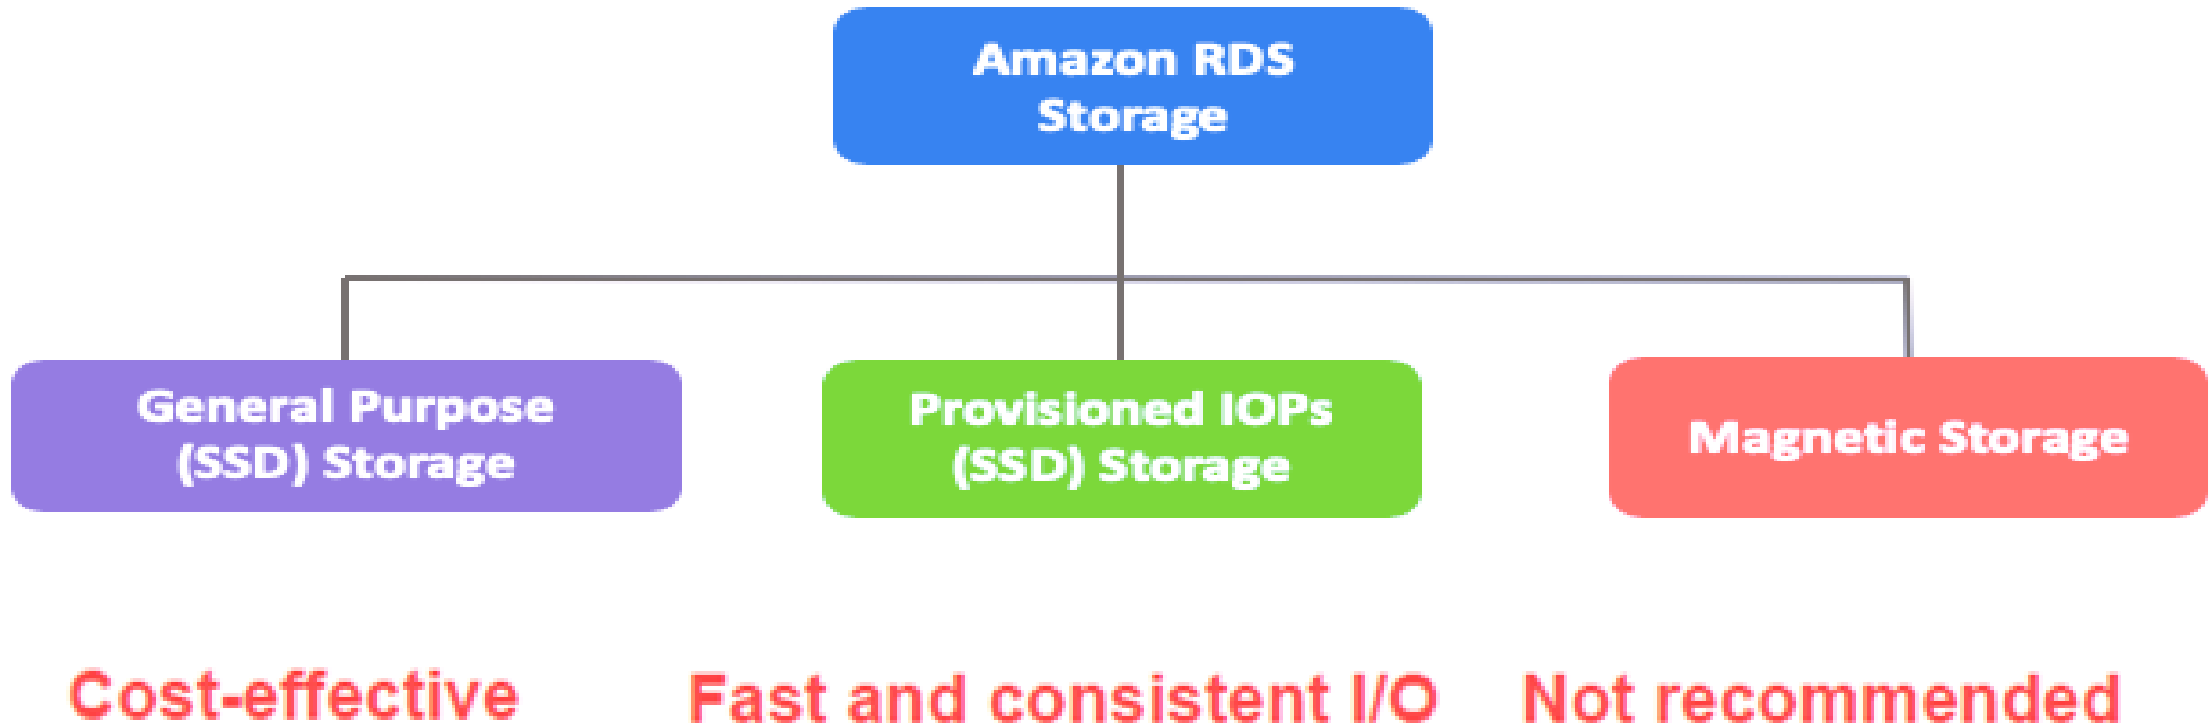 Amazon RDS
Storage
General Purpose
(SSD) Storage
Provisioned IOPs
(SSD) Storage
Magnetic Storage
Cost-effective
Fast and consistent I/O
Not recommended